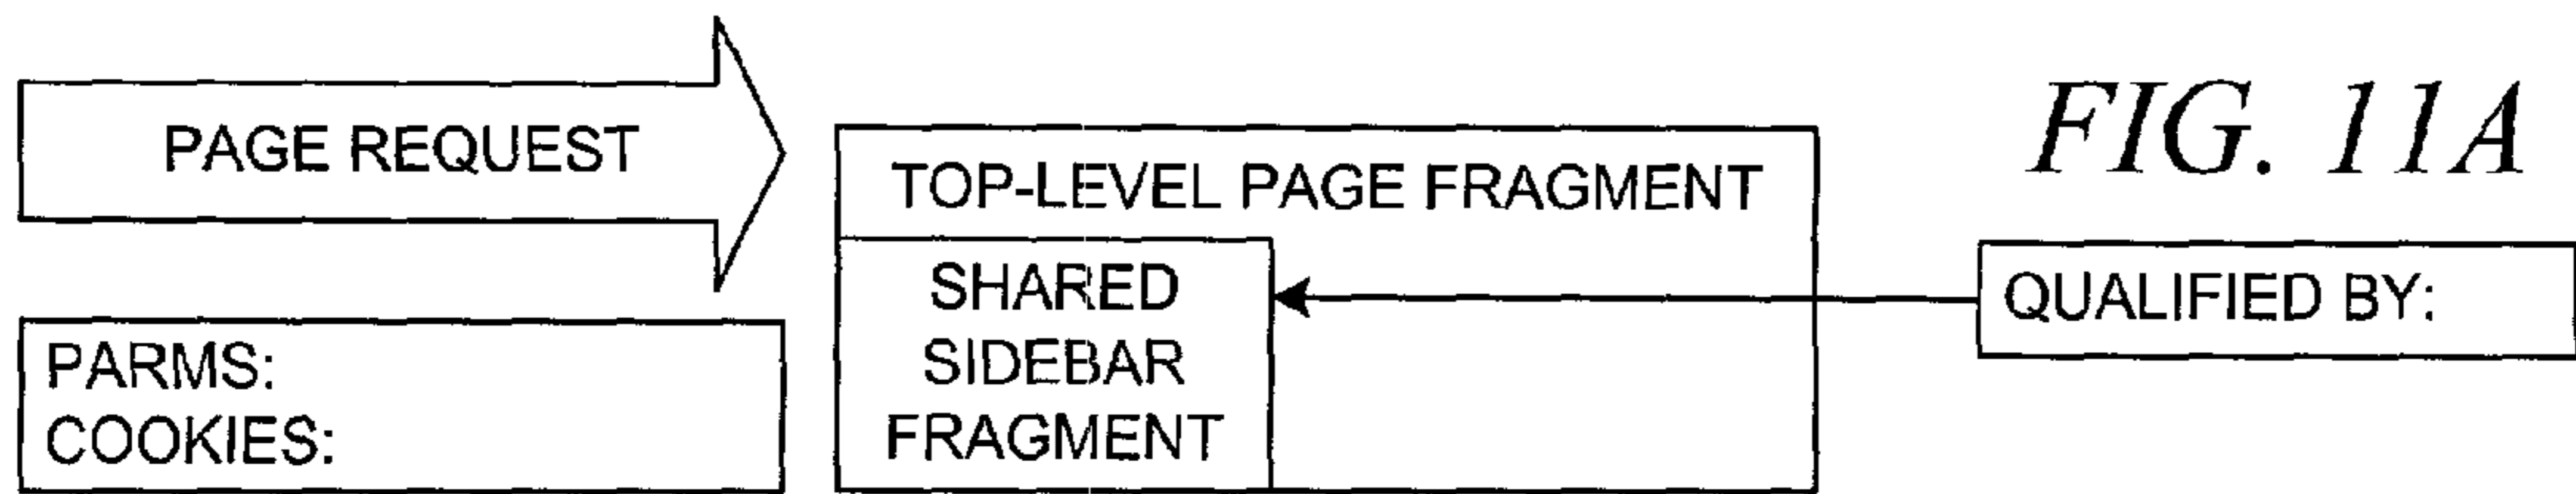 FIG. 11A
PAGE REQUEST
TOP-LEVEL PAGE FRAGMENT
SHARED
SIDEBAR
FRAGMENT
QUALIFIED BY:
PARMS:
COOKIES: